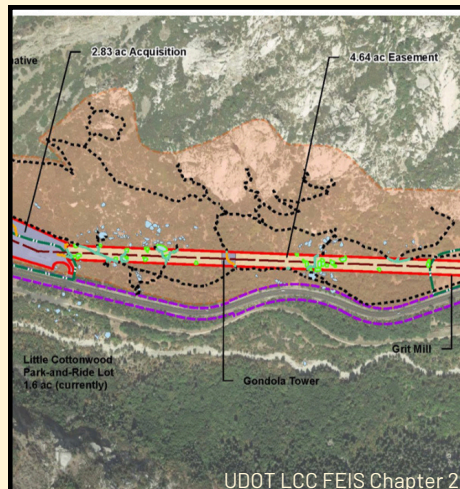 2.83 ac Acquisition
4.64 ac Easement
ative
Little Cottonwood
Park-and-Ride Lot
1.6 ac (currently)
Gondola Tower
Grit Mill
UDOT LCC FEIS Chapter 2